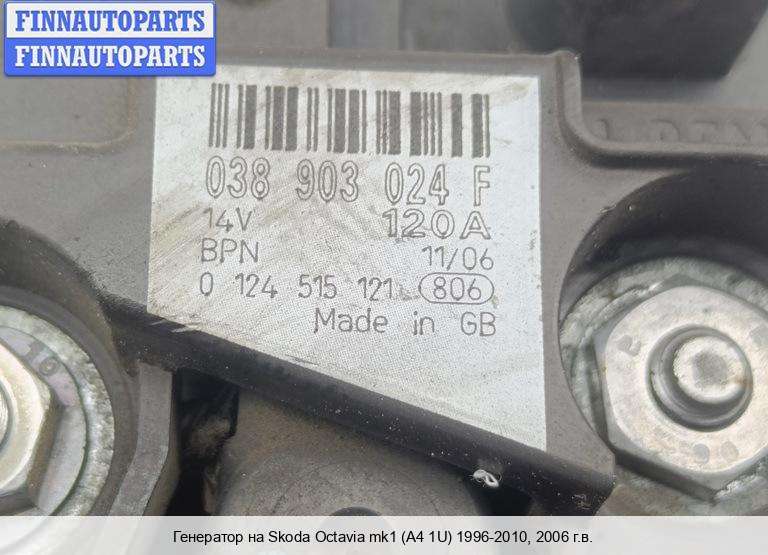 FINNAUTOPARTS
FINNAUTOPARTS
038 903 024 F
14V 120A
BPN 11/06
0 124 515 121 806
Made in GB
Генератор на Skoda Octavia mk1 (A4 1U) 1996-2010, 2006 г.в.